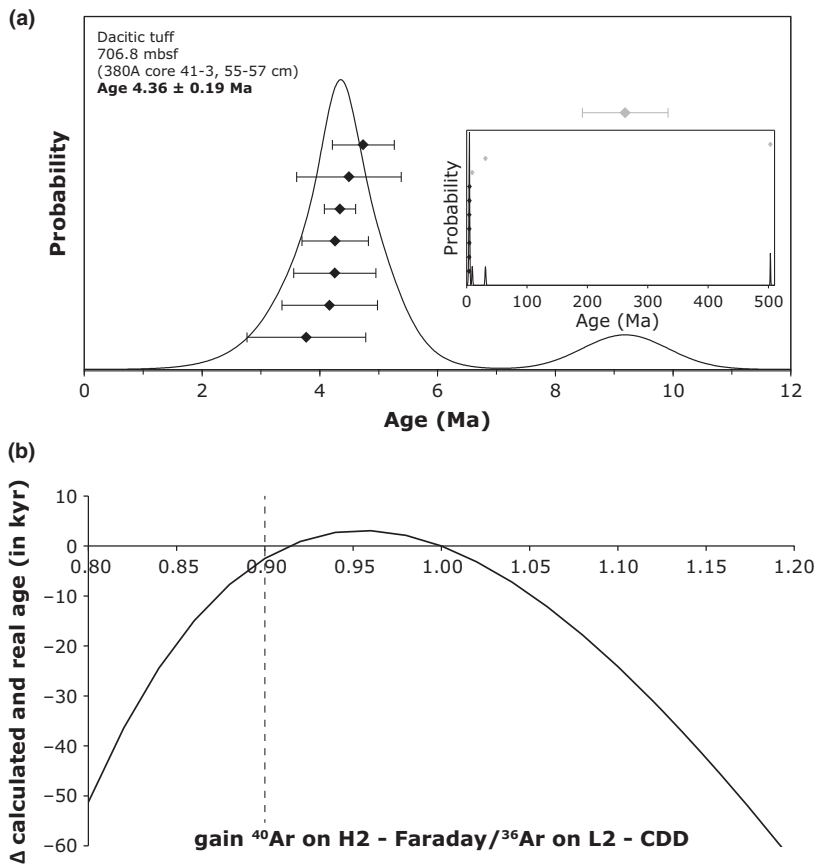 (a)
Dacitic tuff
706.8 mbsf
(380A core 41-3, 55-57 cm)
Age 4.36 ± 0.19 Ma
Probability
Probability
0 100 200 300 400 500
Age (Ma)
0 2 4 6 8 10 12
Age (Ma)
(b)
Δ calculated and real age (in kyr)
10
0
0.80 0.85 0.90 0.95 1.00 1.05 1.10 1.15 1.20
−10
−20
−30
−40
−50
−60
gain ⁴⁰Ar on H2 - Faraday/³⁶Ar on L2 - CDD